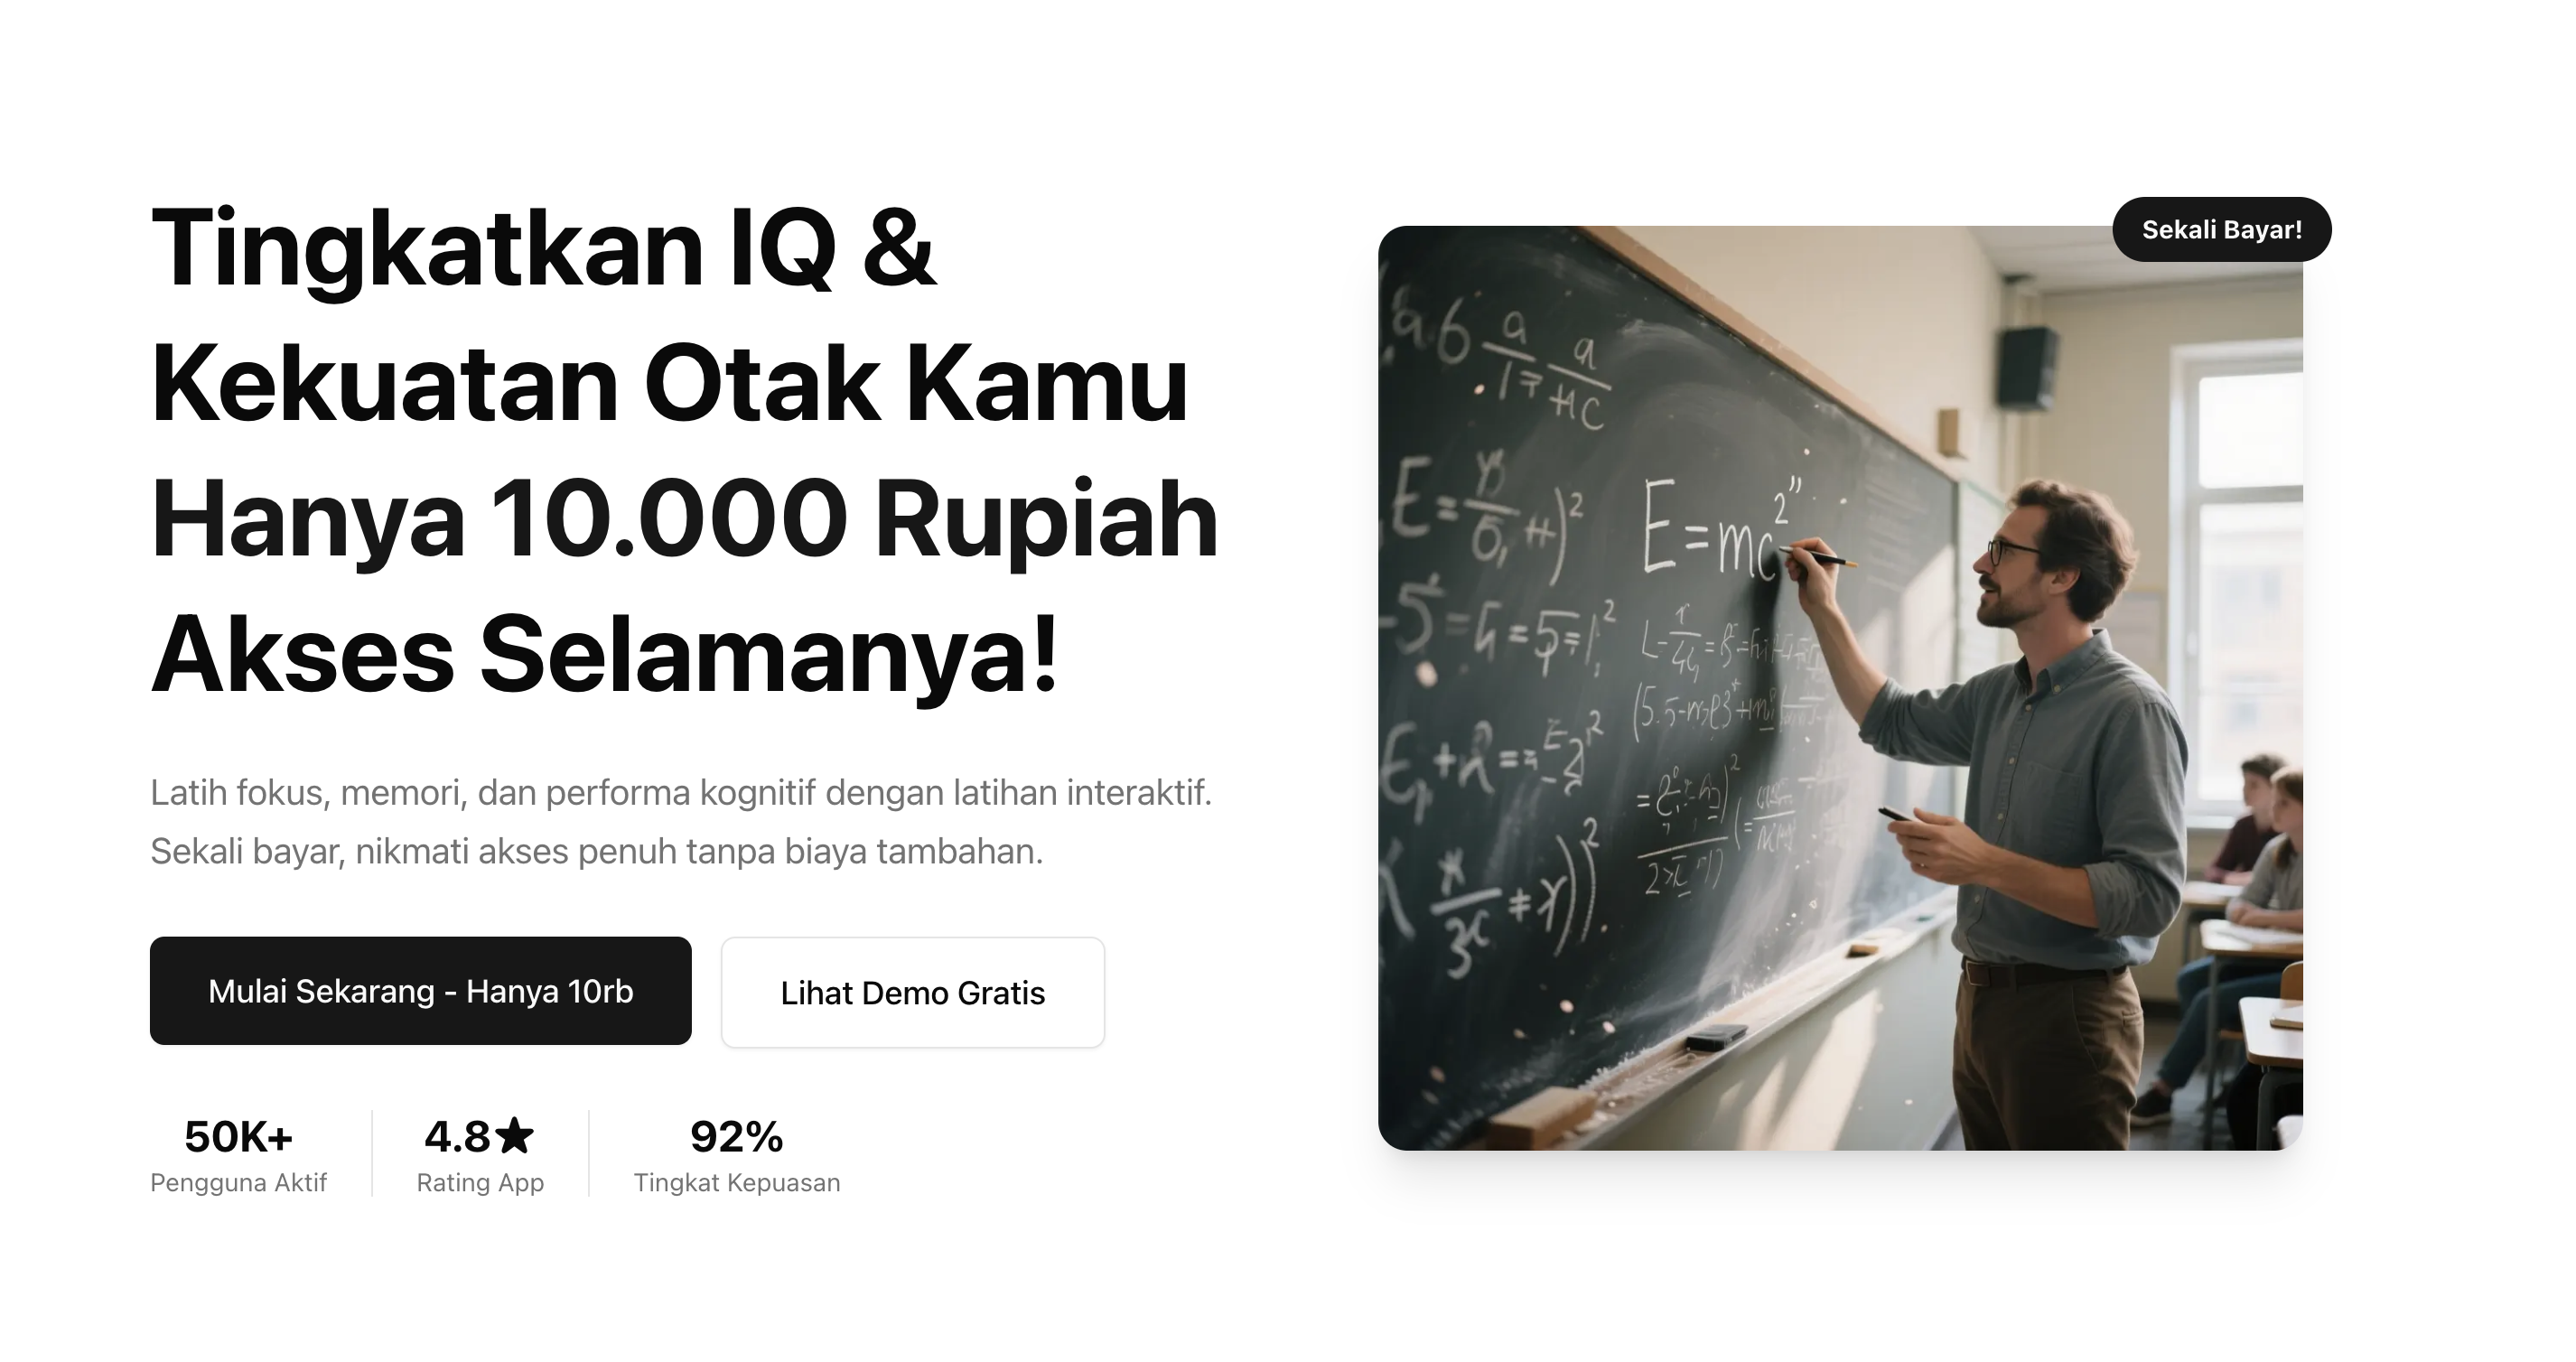 Tingkatkan IQ &
Kekuatan Otak Kamu
Hanya 10.000 Rupiah
Akses Selamanya!
Latih fokus, memori, dan performa kognitif dengan latihan interaktif.
Sekali bayar, nikmati akses penuh tanpa biaya tambahan.
Mulai Sekarang - Hanya 10rb
Lihat Demo Gratis
50K+
Pengguna Aktif
4.8★
Rating App
92%
Tingkat Kepuasan
Sekali Bayar!
E=mc²"